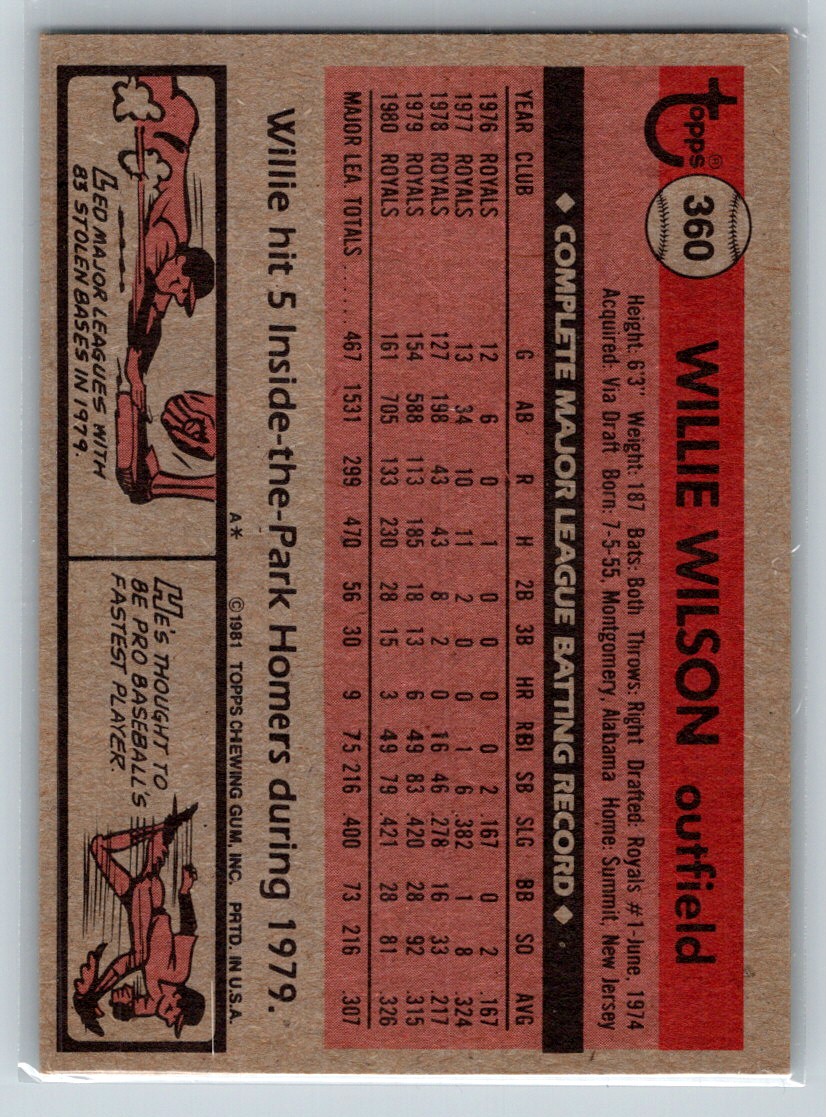 Topps® 360 WILLIE WILSON outfield
Height: 6'3" Weight: 187 Bats: Both Throws: Right Drafted: Royals #1-June, 1974
Acquired: Via Draft Born: 7-5-55, Montgomery, Alabama Home: Summit, New Jersey
◆ COMPLETE MAJOR LEAGUE BATTING RECORD ◆
YEAR CLUB G AB R H 2B 3B HR RBI SB SLG BB SO AVG
1976 ROYALS 12 6 0 1 0 0 0 0 2 .167 0 2 .167
1977 ROYALS 13 34 10 11 2 0 0 1 6 .382 1 8 .324
1978 ROYALS 127 198 43 43 8 2 0 16 46 .278 16 33 .217
1979 ROYALS 154 588 113 185 18 13 6 49 83 .420 28 92 .315
1980 ROYALS 161 705 133 230 28 15 3 49 79 .421 28 81 .326
MAJOR LEA. TOTALS ...... 467 1531 299 470 56 30 9 75 216 .400 73 216 .307
Willie hit 5 Inside-the-Park Homers during 1979.
A* ©1981 TOPPS CHEWING GUM, INC. PRTD. IN U.S.A.
LED MAJOR LEAGUES WITH
83 STOLEN BASES IN 1979.
HE'S THOUGHT TO
BE PRO BASEBALL'S
FASTEST PLAYER.